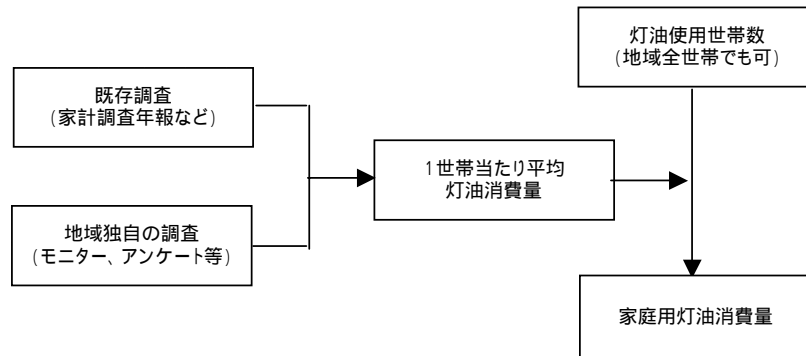 灯油使用世帯数
(地域全世帯でも可)
既存調査
(家計調査年報など)
1世帯当たり平均
灯油消費量
地域独自の調査
(モニター、アンケート等)
家庭用灯油消費量